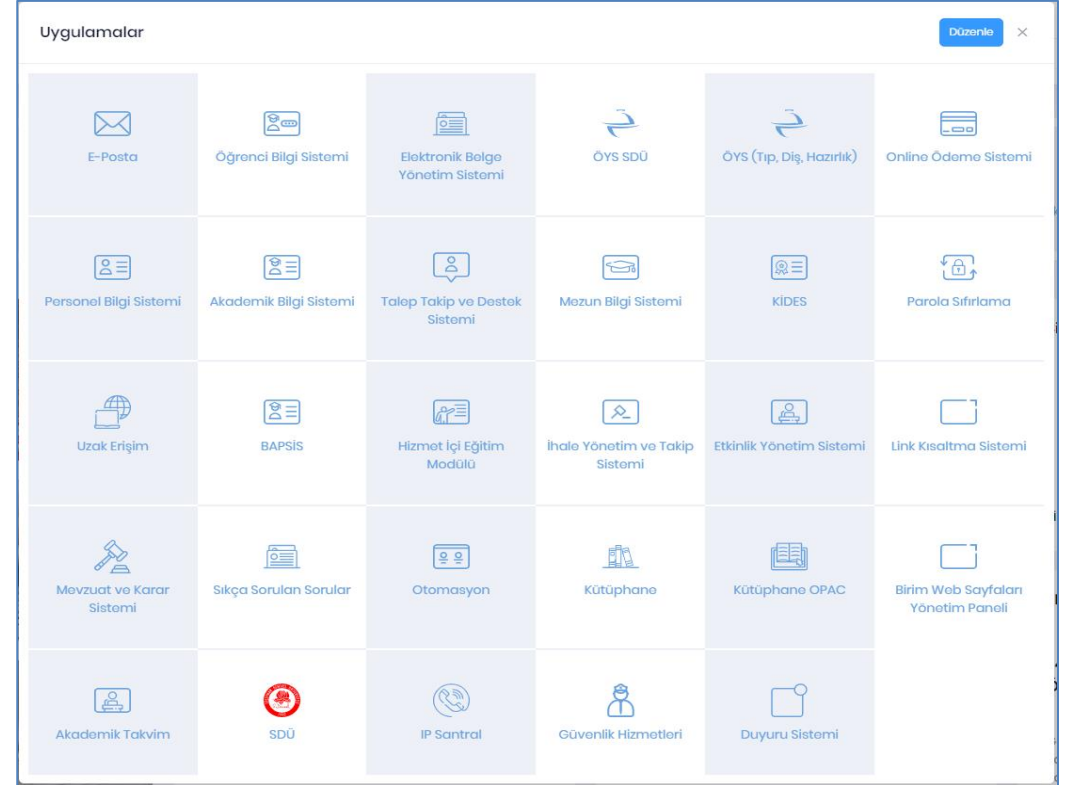 Uygulamalar
Düzenle
E-Posta
Öğrenci Bilgi Sistemi
Elektronik Belge
Yönetim Sistemi
ÖYS SDÜ
ÖYS (Tıp, Diş, Hazırlık)
Online Ödeme Sistemi
Personel Bilgi Sistemi
Akademik Bilgi Sistemi
Talep Takip ve Destek
Sistemi
Mezun Bilgi Sistemi
KİDES
Parola Sıfırlama
Uzak Erişim
BAPSİS
Hizmet İçi Eğitim
Modülü
İhale Yönetim ve Takip
Sistemi
Etkinlik Yönetim Sistemi
Link Kısaltma Sistemi
Mevzuat ve Karar
Sistemi
Sıkça Sorulan Sorular
Otomasyon
Kütüphane
Kütüphane OPAC
Birim Web Sayfaları
Yönetim Paneli
Akademik Takvim
SDÜ
IP Santral
Güvenlik Hizmetleri
Duyuru Sistemi